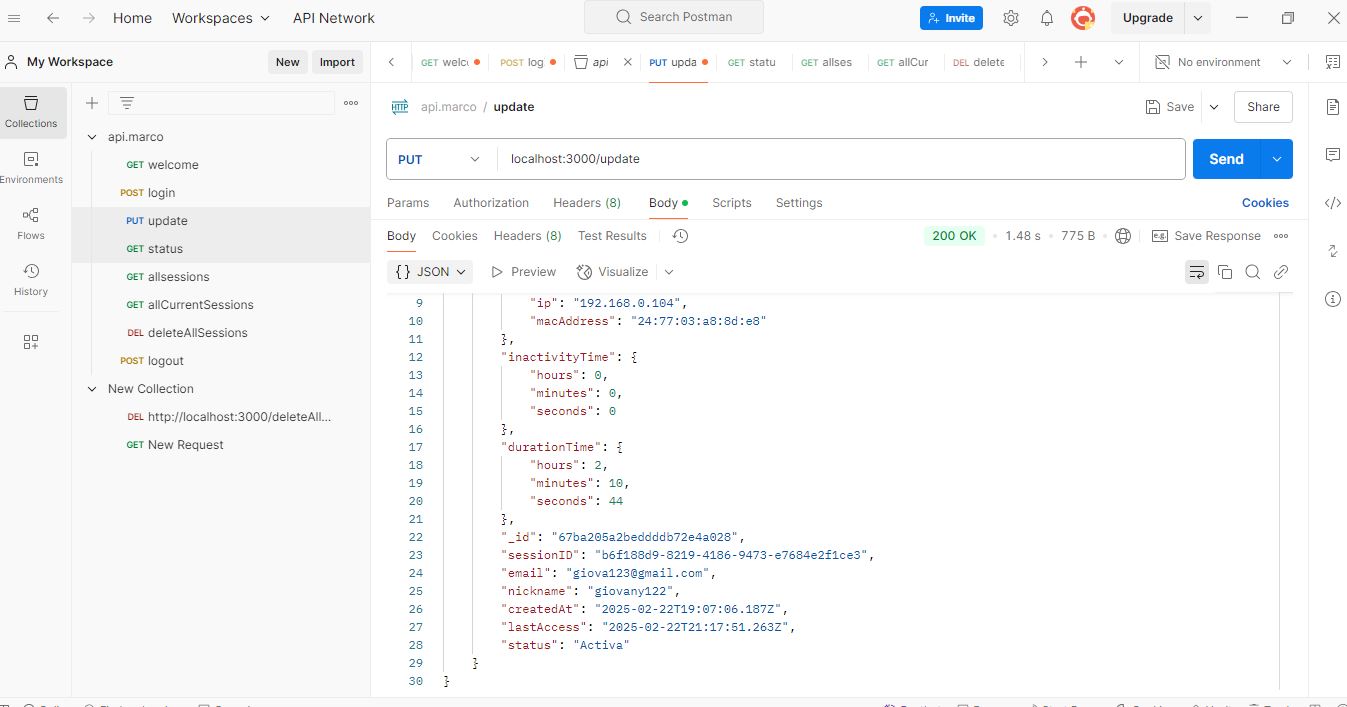 Home Workspaces API Network Search Postman Invite Upgrade
My Workspace New Import GET welc POST log api PUT upda GET statu GET allses GET allCur DEL delete No environment
Collections
Environments
Flows
History
api.marco
GET welcome
POST login
PUT update
GET status
GET allsessions
GET allCurrentSessions
DEL deleteAllSessions
POST logout
New Collection
DEL http://localhost:3000/deleteAll...
GET New Request
HTTP api.marco / update Save Share
PUT localhost:3000/update Send
Params Authorization Headers (8) Body Scripts Settings Cookies
Body Cookies Headers (8) Test Results 200 OK • 1.48 s • 775 B e.g. Save Response
{} JSON Preview Visualize
9 "ip": "192.168.0.104",
10 "macAddress": "24:77:03:a8:8d:e8"
11 },
12 "inactivityTime": {
13 "hours": 0,
14 "minutes": 0,
15 "seconds": 0
16 },
17 "durationTime": {
18 "hours": 2,
19 "minutes": 10,
20 "seconds": 44
21 },
22 "_id": "67ba205a2beddddb72e4a028",
23 "sessionID": "b6f188d9-8219-4186-9473-e7684e2f1ce3",
24 "email": "giova123@gmail.com",
25 "nickname": "giovany122",
26 "createdAt": "2025-02-22T19:07:06.187Z",
27 "lastAccess": "2025-02-22T21:17:51.263Z",
28 "status": "Activa"
29 }
30 }